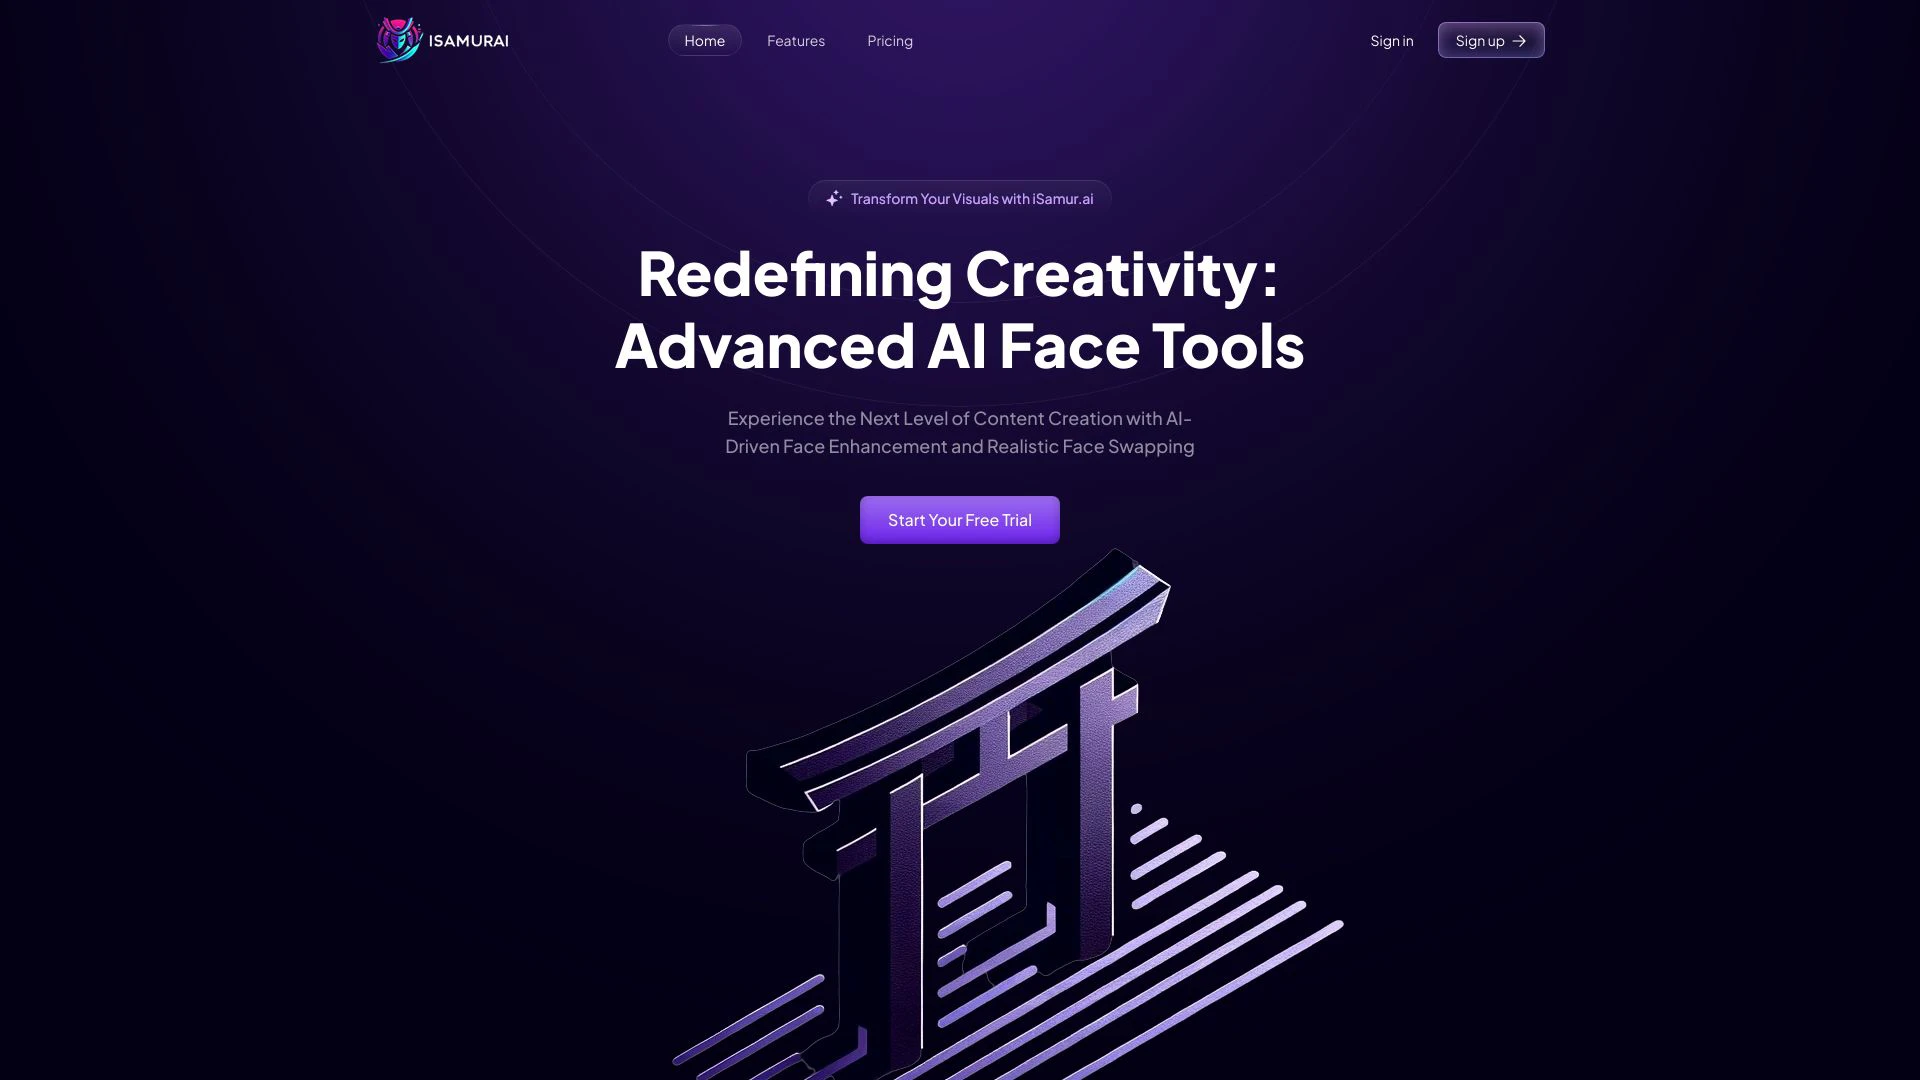 ISAMURAI
Home
Features
Pricing
Sign in
Sign up
Transform Your Visuals with iSamur.ai
Redefining Creativity:
Advanced AI Face Tools
Experience the Next Level of Content Creation with AI-
Driven Face Enhancement and Realistic Face Swapping
Start Your Free Trial